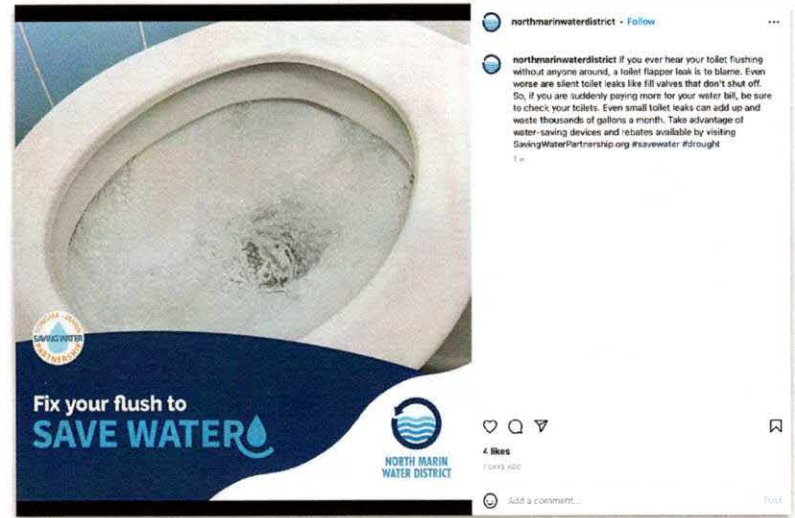 northmarinwaterdistrict • Follow
northmarinwaterdistrict If you ever hear your toilet flushing
without anyone around, a toilet flapper leak is to blame. Even
worse are silent toilet leaks like fill valves that don't shut off.
So, if you are suddenly paying more for your water bill, be sure
to check your toilets. Even small toilet leaks can add up and
waste thousands of gallons a month. Take advantage of
water-saving devices and rebates available by visiting
SavingWaterPartnership.org #savewater #drought
SONOMA - MARIN
SAVING WATER
PARTNERSHIP
Fix your flush to
SAVE WATER
NORTH MARIN
WATER DISTRICT
4 likes
7 DAYS AGO
Add a comment...
Post